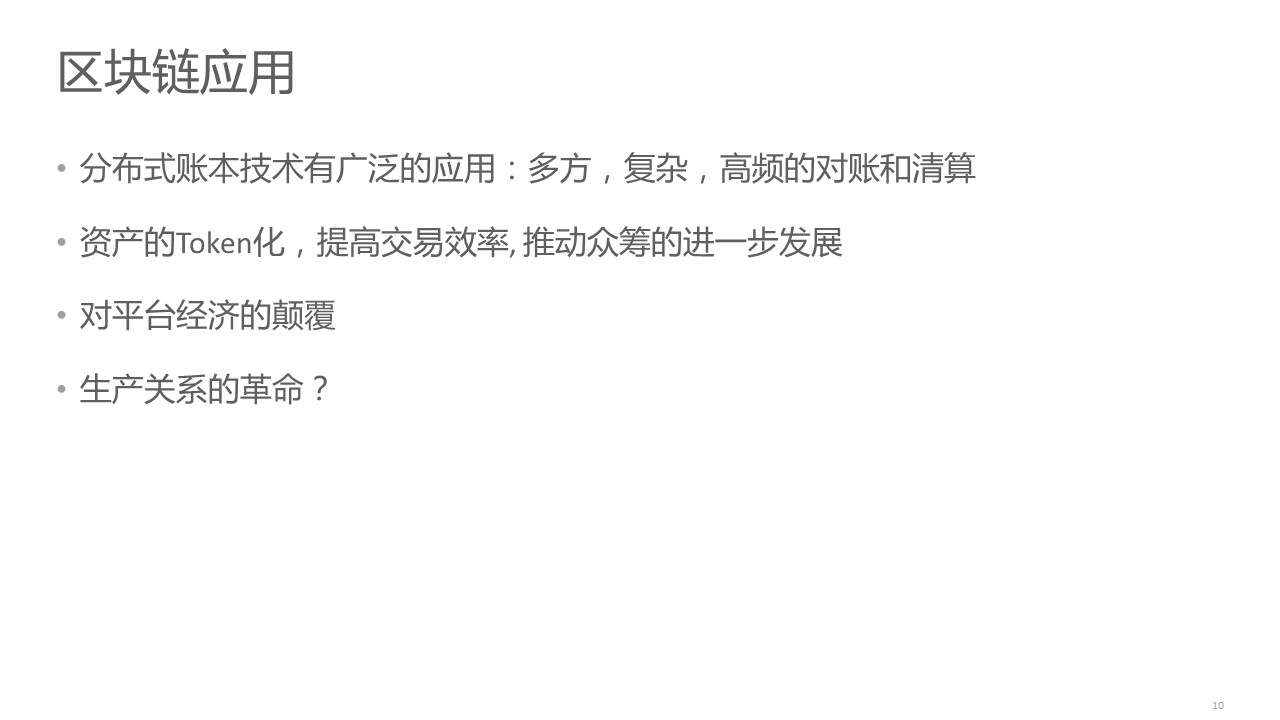 区块链应用
• 分布式账本技术有广泛的应用：多方，复杂，高频的对账和清算
• 资产的Token化，提高交易效率, 推动众筹的进一步发展
• 对平台经济的颠覆
• 生产关系的革命？
10